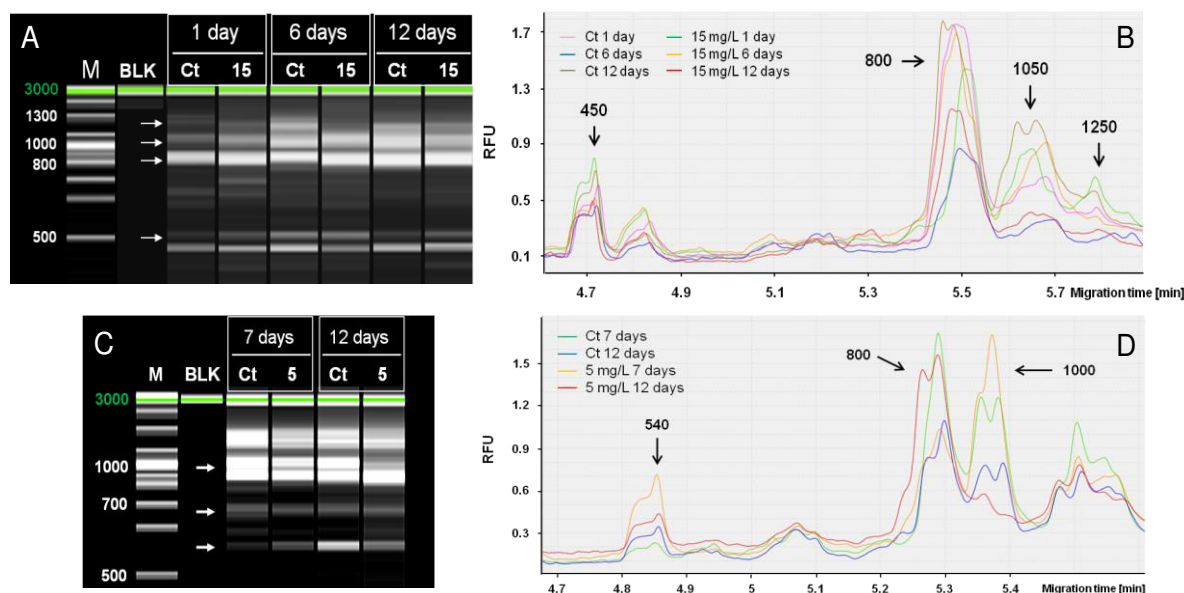 A
1 day 6 days 12 days
M BLK Ct 15 Ct 15 Ct 15
3000
1300
1000
800
500
B
RFU
1.7
1.3
0.9
0.5
0.1
Ct 1 day 15 mg/L 1 day
Ct 6 days 15 mg/L 6 days
Ct 12 days 15 mg/L 12 days
450
800
1050
1250
4.7 4.9 5.1 5.3 5.5 5.7 Migration time [min]
C
7 days 12 days
M BLK Ct 5 Ct 5
3000
1000
700
500
D
RFU
1.5
1.2
0.9
0.6
0.3
Ct 7 days
Ct 12 days
5 mg/L 7 days
5 mg/L 12 days
540
800
1000
4.7 4.8 4.9 5 5.1 5.2 5.3 5.4 Migration time [min]